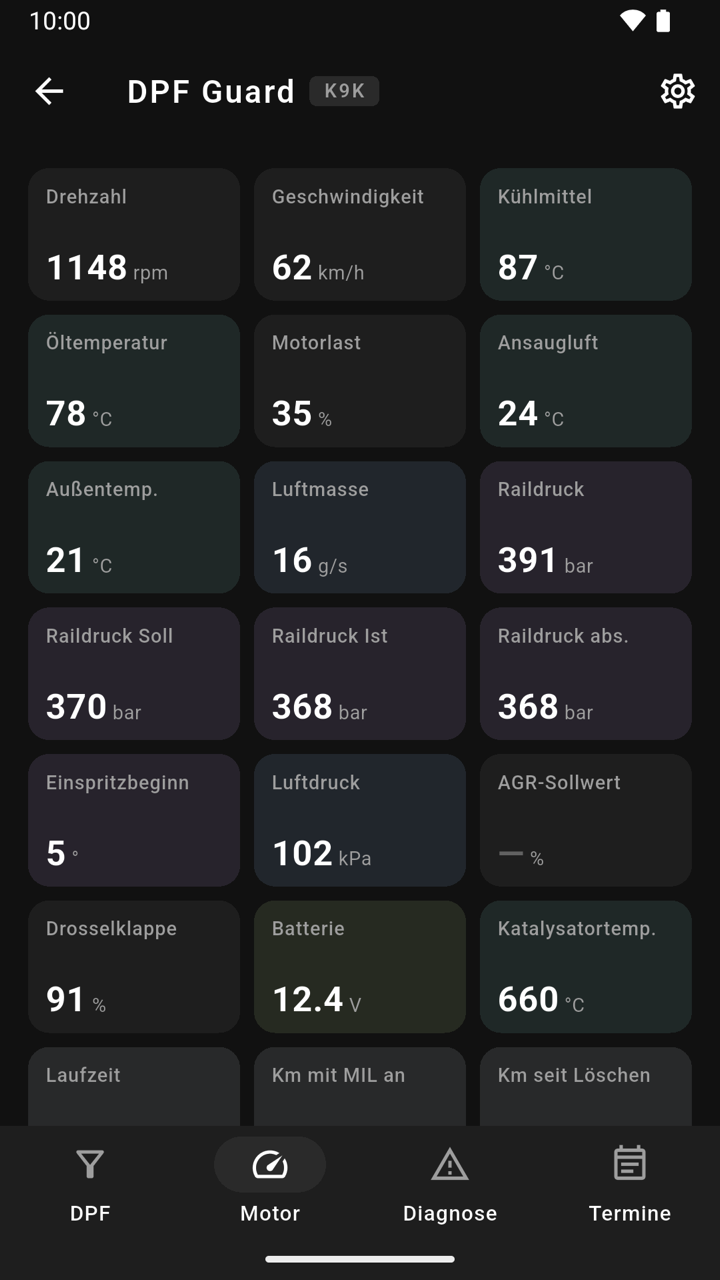 10:00
DPF Guard K9K
Drehzahl Geschwindigkeit Kühlmittel
1148 rpm 62 km/h 87 °C
Öltemperatur Motorlast Ansaugluft
78 °C 35 % 24 °C
Außentemp. Luftmasse Raildruck
21 °C 16 g/s 391 bar
Raildruck Soll Raildruck Ist Raildruck abs.
370 bar 368 bar 368 bar
Einspritzbeginn Luftdruck AGR-Sollwert
5 ° 102 kPa — %
Drosselklappe Batterie Katalysatortemp.
91 % 12.4 V 660 °C
Laufzeit Km mit MIL an Km seit Löschen
DPF Motor Diagnose Termine